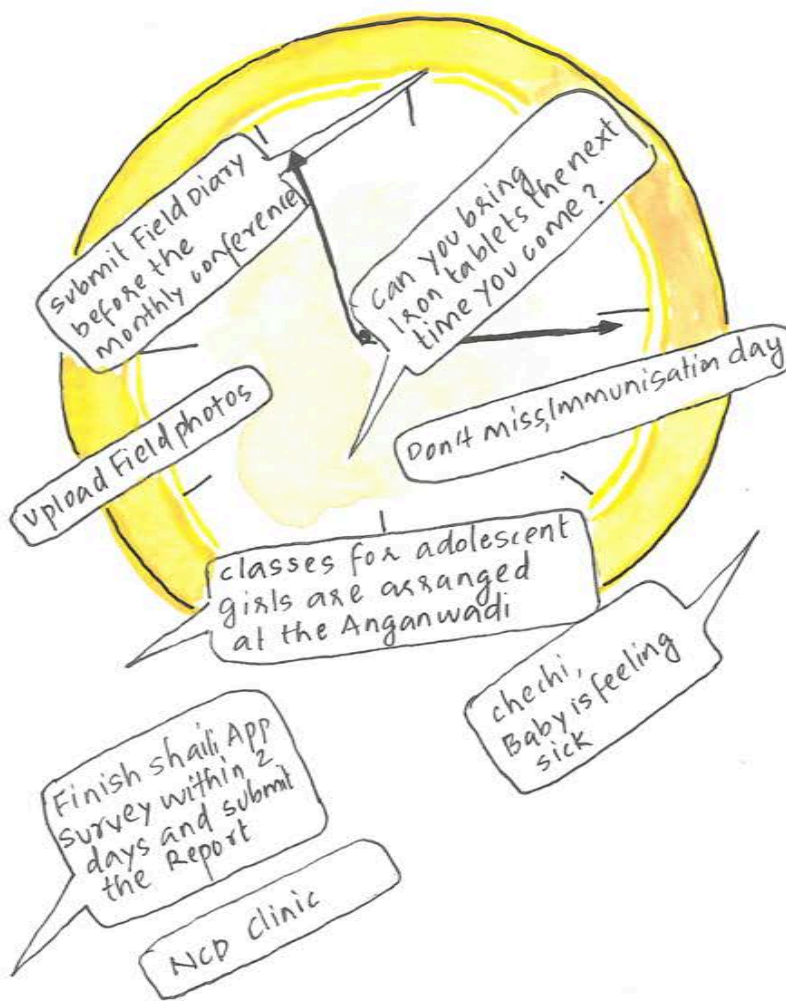 submit Field Diary
before the
monthly conference
can you bring
Iron tablets the next
time you come?
upload Field photos
Don't miss, Immunisation day
classes for adolescent
girls are arranged
at the Anganwadi
chechi,
Baby is feeling
sick
Finish shaili App
survey within 2
days and submit
the Report
NCD Clinic